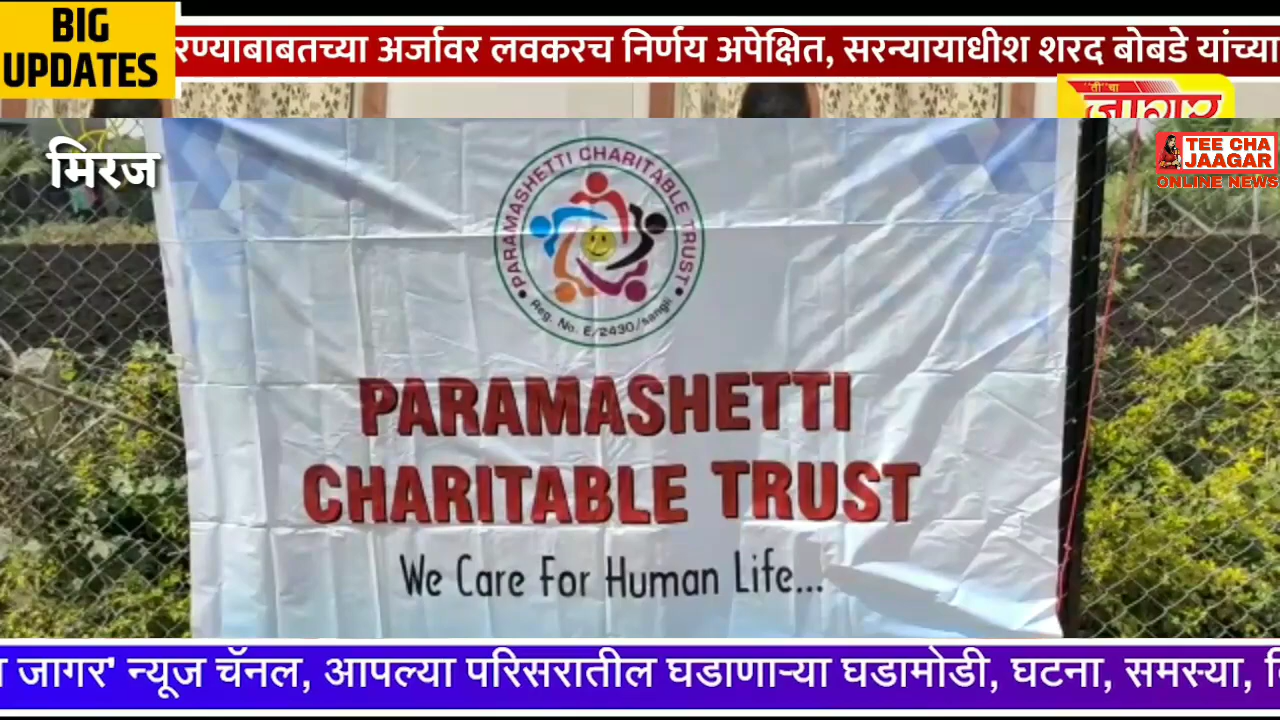 BIG
UPDATES
रण्याबाबतच्या अर्जावर लवकरच निर्णय अपेक्षित, सरन्यायाधीश शरद बोबडे यांच्या
जागर
मिरज
TEE CHA
JAAGAR
ONLINE NEWS
PARAMASHETTI CHARITABLE TRUST
Reg. No. E/2430/sangli
PARAMASHETTI
CHARITABLE TRUST
We Care For Human Life...
जागर' न्यूज चॅनल, आपल्या परिसरातील घडाणाऱ्या घडामोडी, घटना, समस्या,